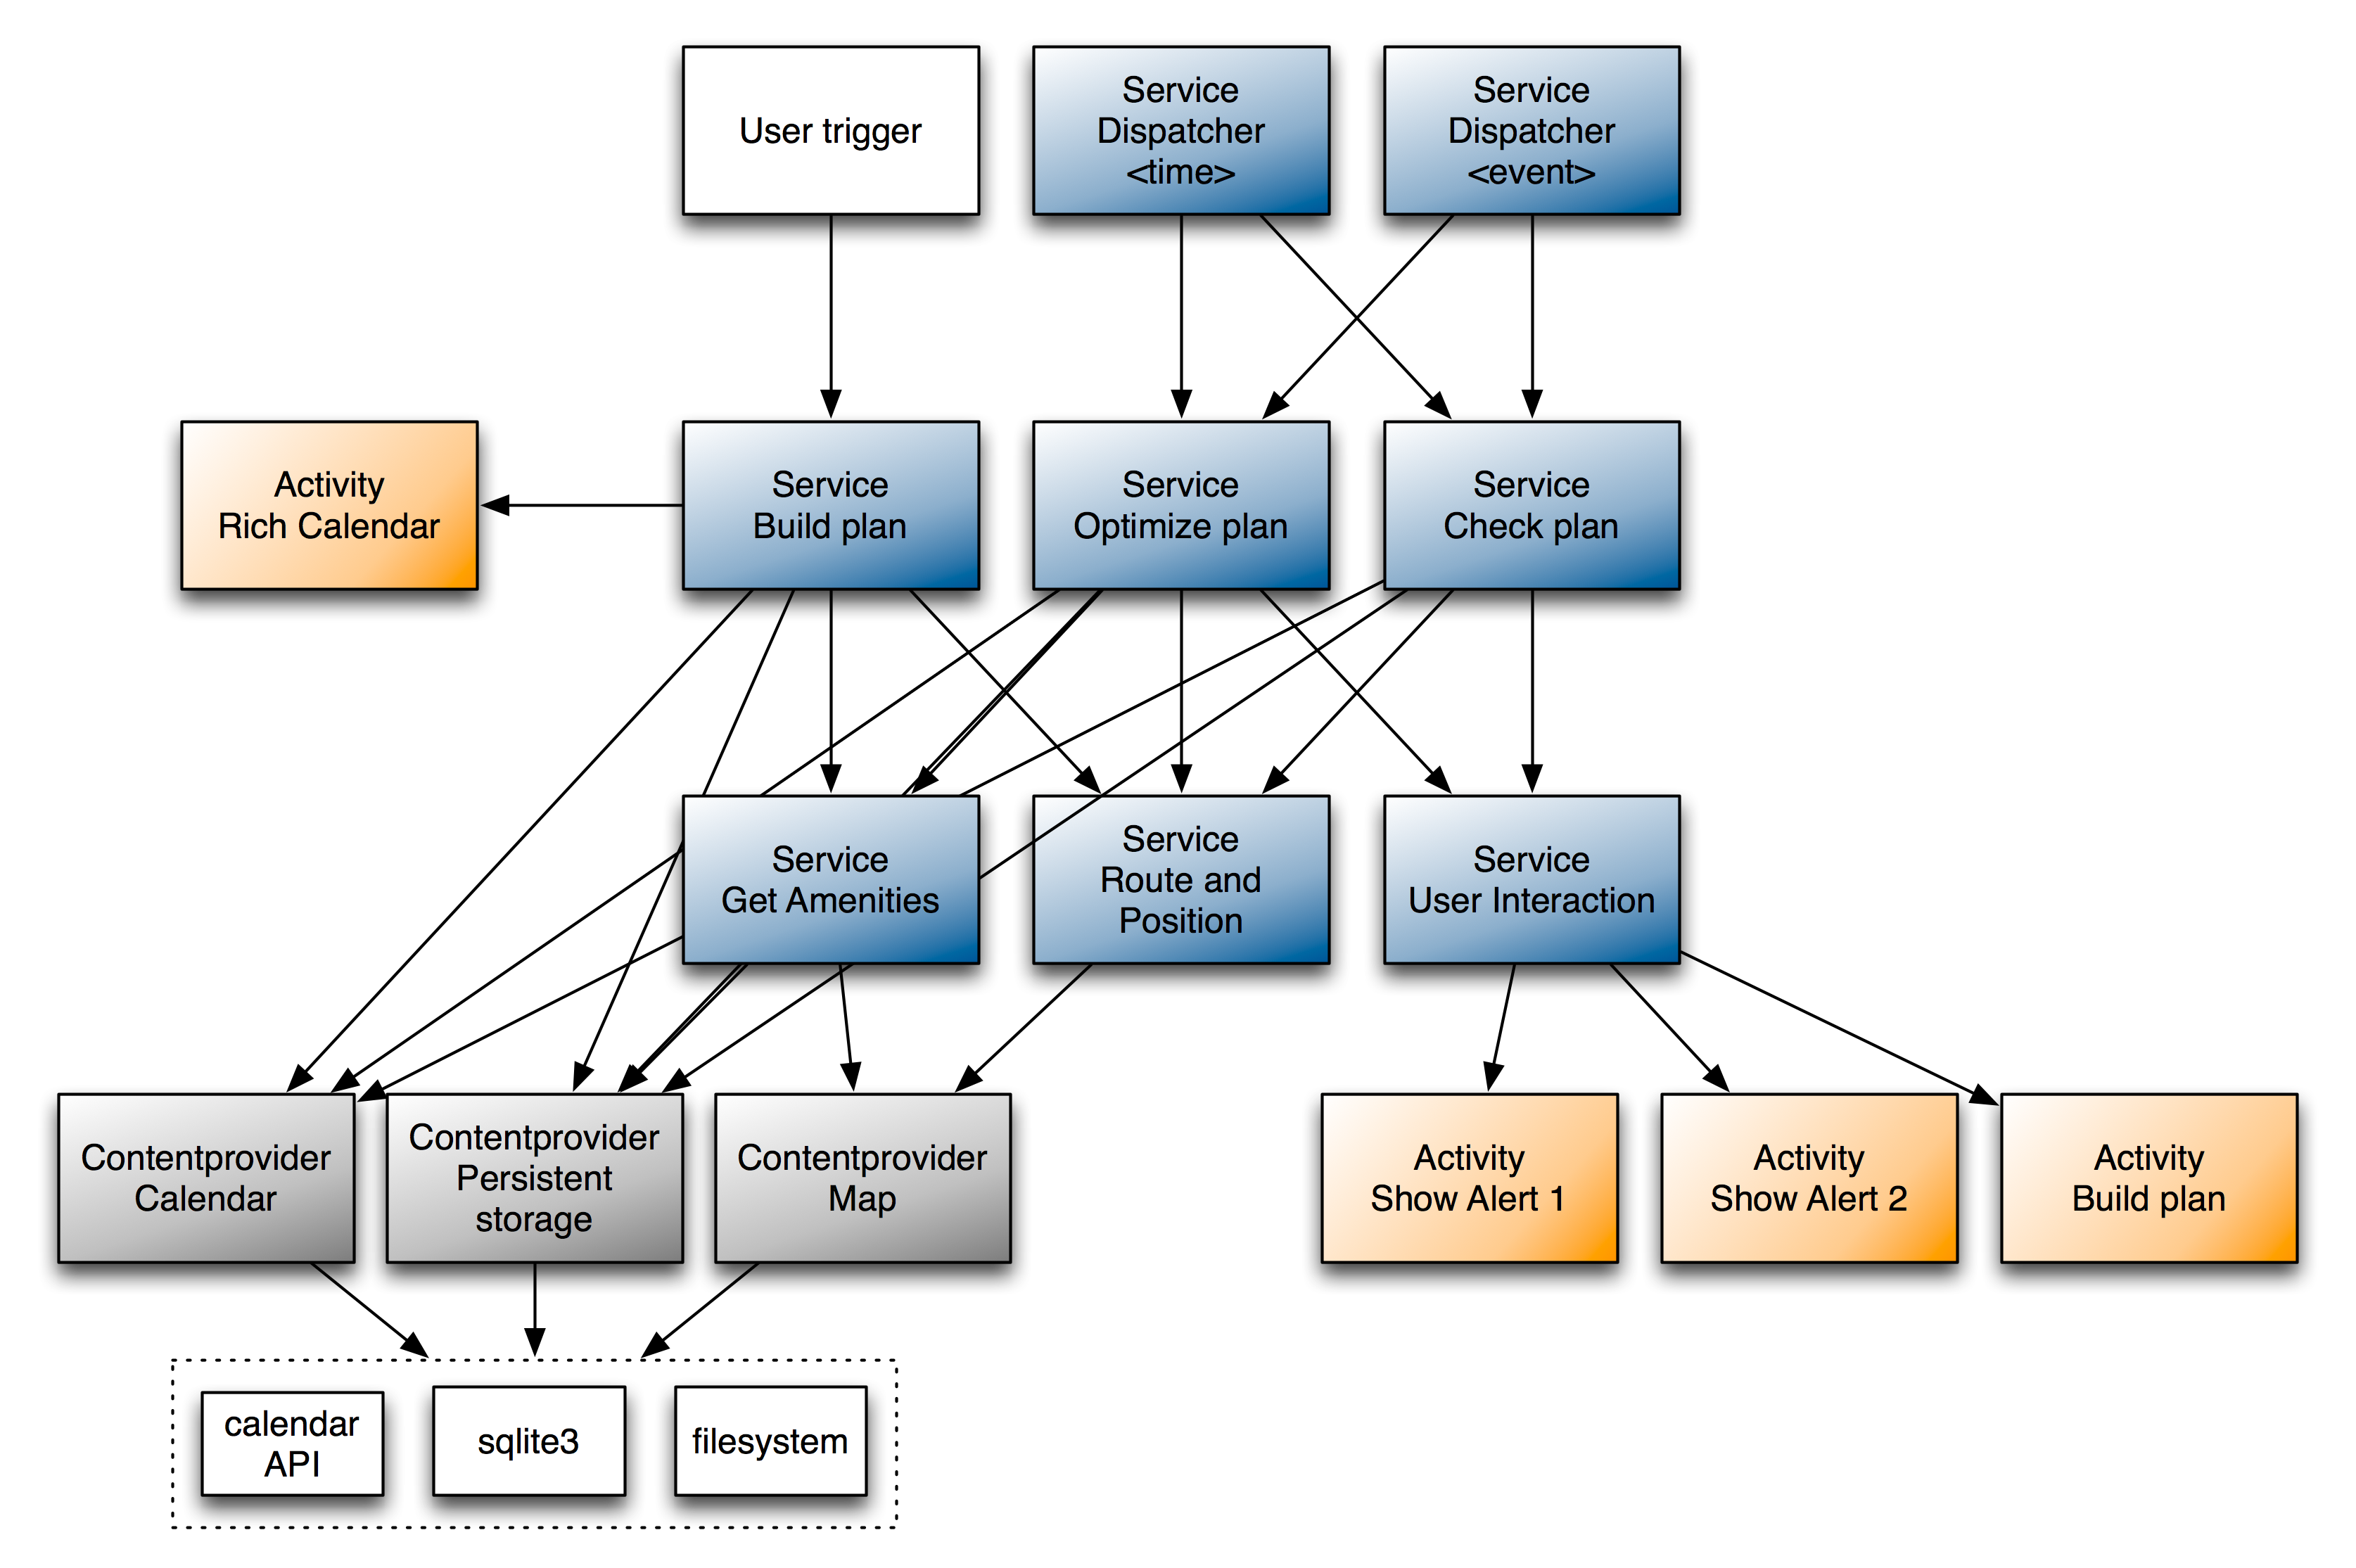 User trigger
Service
Dispatcher
<time>
Service
Dispatcher
<event>
Activity
Rich Calendar
Service
Build plan
Service
Optimize plan
Service
Check plan
Service
Get Amenities
Service
Route and
Position
Service
User Interaction
Contentprovider
Calendar
Contentprovider
Persistent
storage
Contentprovider
Map
Activity
Show Alert 1
Activity
Show Alert 2
Activity
Build plan
calendar
API
sqlite3
filesystem